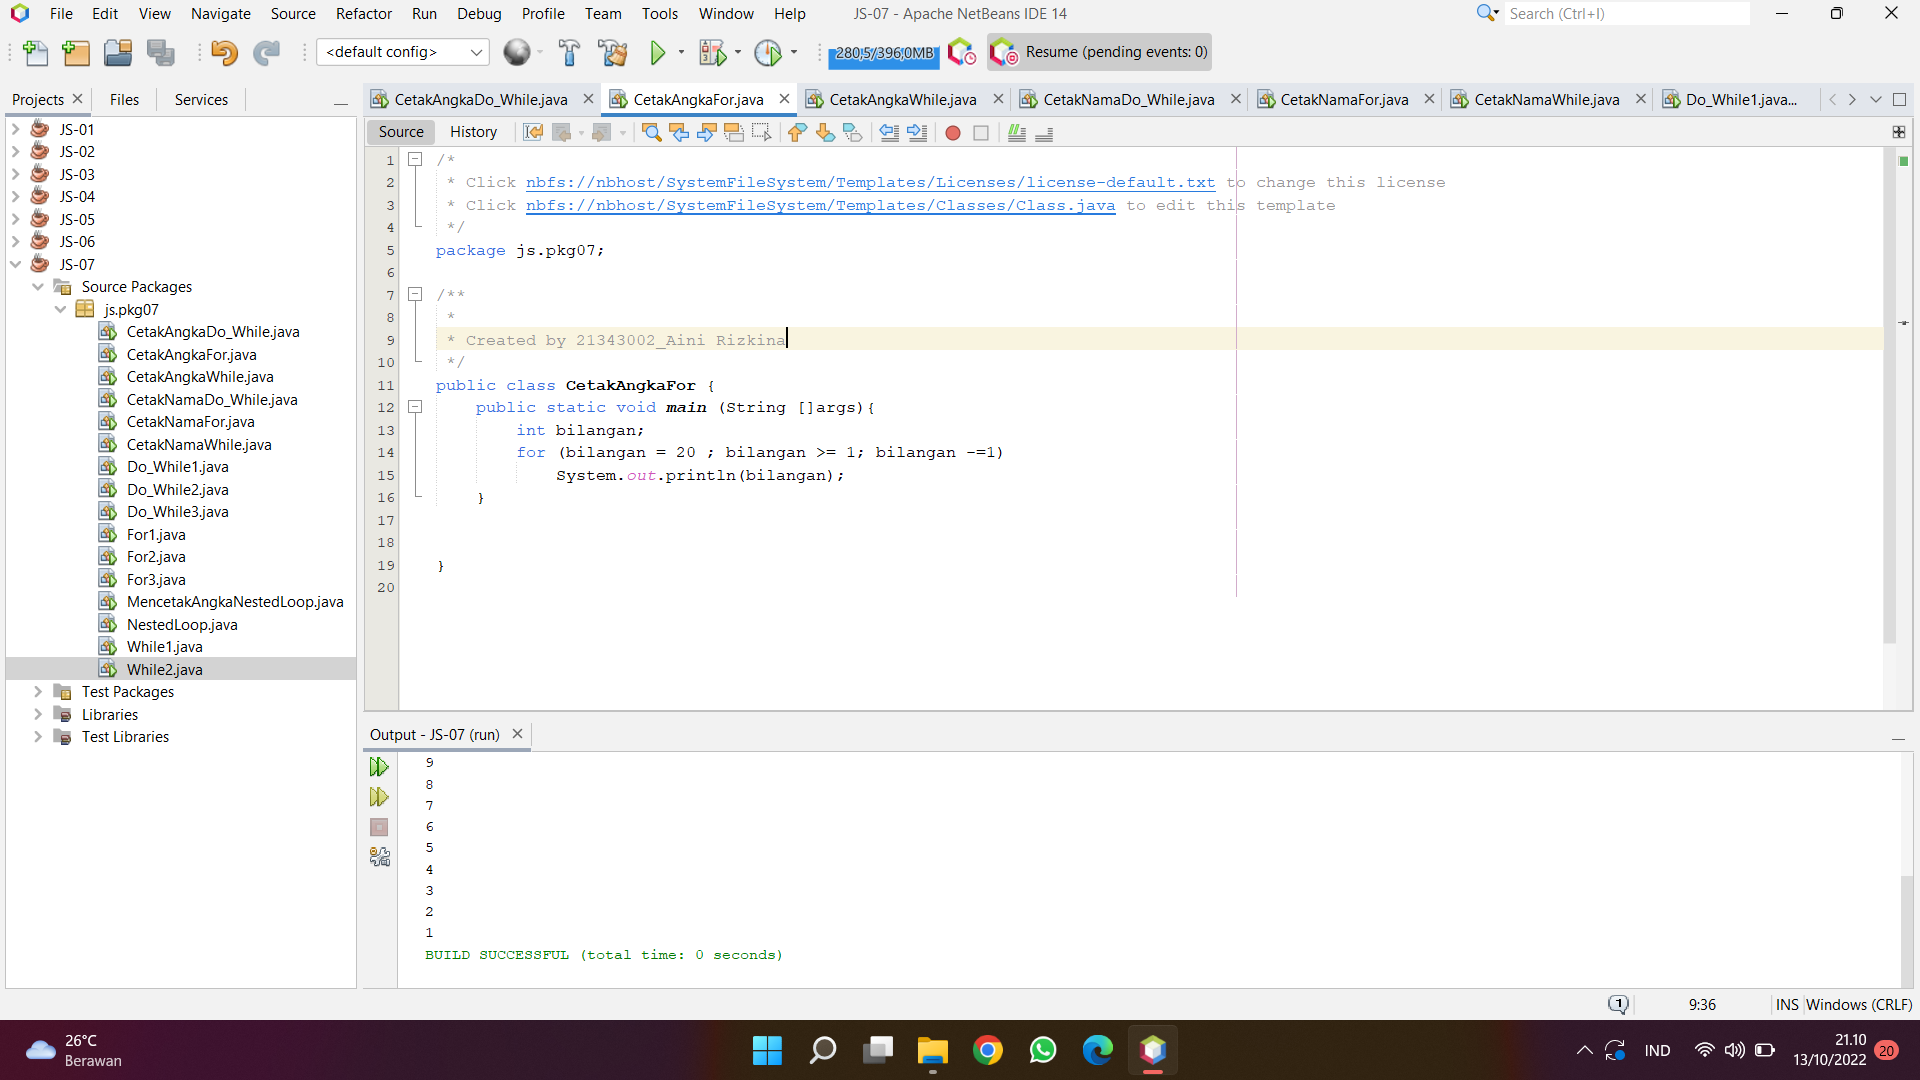 File Edit View Navigate Source Refactor Run Debug Profile Team Tools Window Help JS-07 - Apache NetBeans IDE 14 Search (Ctrl+I)
<default config> 280,5/396,0MB Resume (pending events: 0)
Projects Files Services
CetakAngkaDo_While.java CetakAngkaFor.java CetakAngkaWhile.java CetakNamaDo_While.java CetakNamaFor.java CetakNamaWhile.java Do_While1.java...
Source History
JS-01
JS-02
JS-03
JS-04
JS-05
JS-06
JS-07
Source Packages
js.pkg07
CetakAngkaDo_While.java
CetakAngkaFor.java
CetakAngkaWhile.java
CetakNamaDo_While.java
CetakNamaFor.java
CetakNamaWhile.java
Do_While1.java
Do_While2.java
Do_While3.java
For1.java
For2.java
For3.java
MencetakAngkaNestedLoop.java
NestedLoop.java
While1.java
While2.java
Test Packages
Libraries
Test Libraries
1 /*
2 * Click nbfs://nbhost/SystemFileSystem/Templates/Licenses/license-default.txt to change this license
3 * Click nbfs://nbhost/SystemFileSystem/Templates/Classes/Class.java to edit this template
4 */
5 package js.pkg07;
6
7 /**
8 *
9 * Created by 21343002_Aini Rizkina
10 */
11 public class CetakAngkaFor {
12 public static void main (String []args){
13 int bilangan;
14 for (bilangan = 20 ; bilangan >= 1; bilangan -=1)
15 System.out.println(bilangan);
16 }
17
18
19 }
20
Output - JS-07 (run)
9
8
7
6
5
4
3
2
1
BUILD SUCCESSFUL (total time: 0 seconds)
1 9:36 INS Windows (CRLF)
26°C
Berawan
IND
21.10
13/10/2022
20